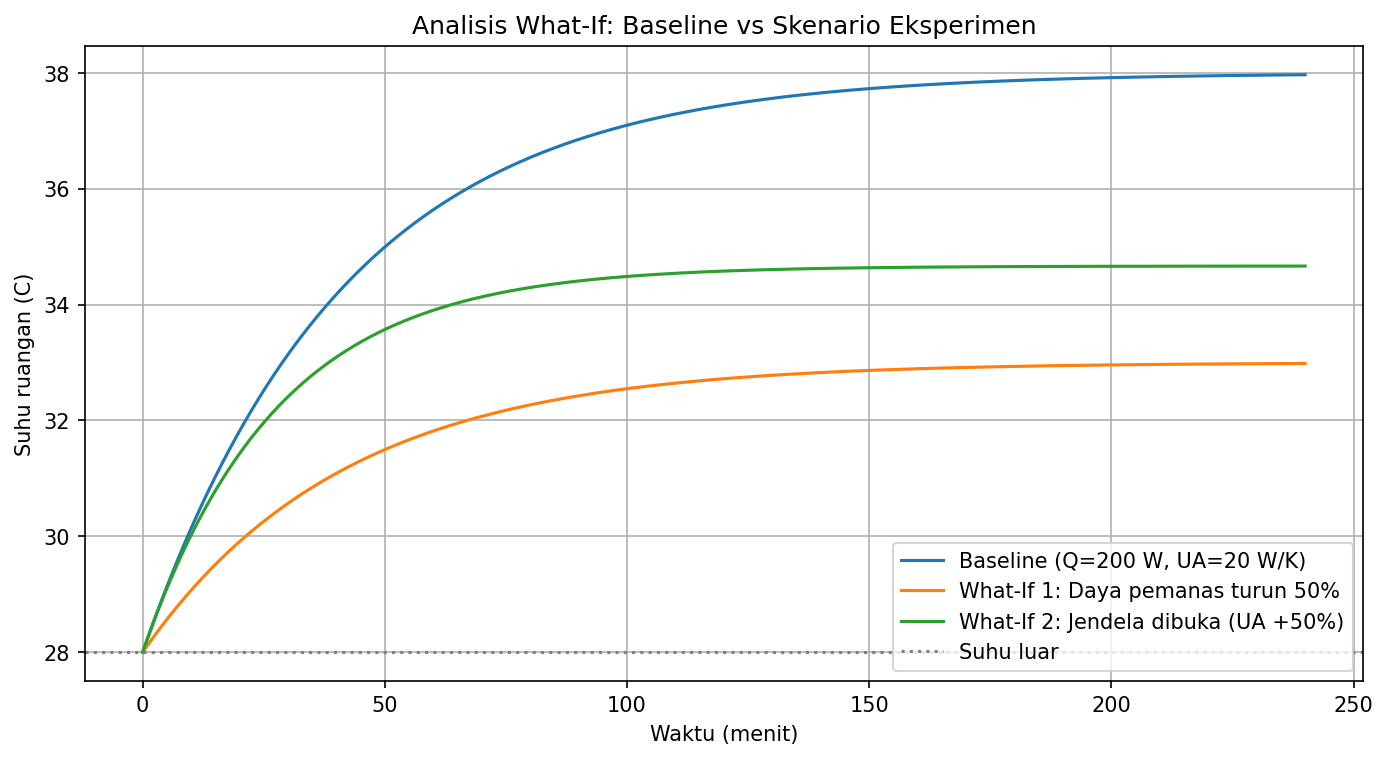 Analisis What-If: Baseline vs Skenario Eksperimen
Suhu ruangan (C)
38
36
34
32
30
28
Baseline (Q=200 W, UA=20 W/K)
What-If 1: Daya pemanas turun 50%
What-If 2: Jendela dibuka (UA +50%)
Suhu luar
0
50
100
150
200
250
Waktu (menit)